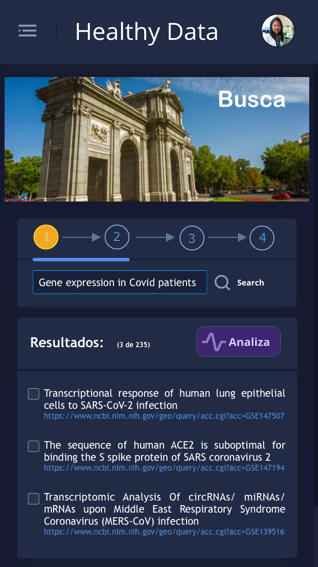 Healthy Data
Busca
1 2 3 4
Gene expression in Covid patients Search
Resultados: (3 de 235) Analiza
Transcriptional response of human lung epithelial
cells to SARS-CoV-2 infection
https://www.ncbi.nlm.nih.gov/geo/query/acc.cgi?acc=GSE147507
The sequence of human ACE2 is suboptimal for
binding the S spike protein of SARS coronavirus 2
https://www.ncbi.nlm.nih.gov/geo/query/acc.cgi?acc=GSE147194
Transcriptomic Analysis Of circRNAs/ miRNAs/
mRNAs upon Middle East Respiratory Syndrome
Coronavirus (MERS-CoV) infection
https://www.ncbi.nlm.nih.gov/geo/query/acc.cgi?acc=GSE139516